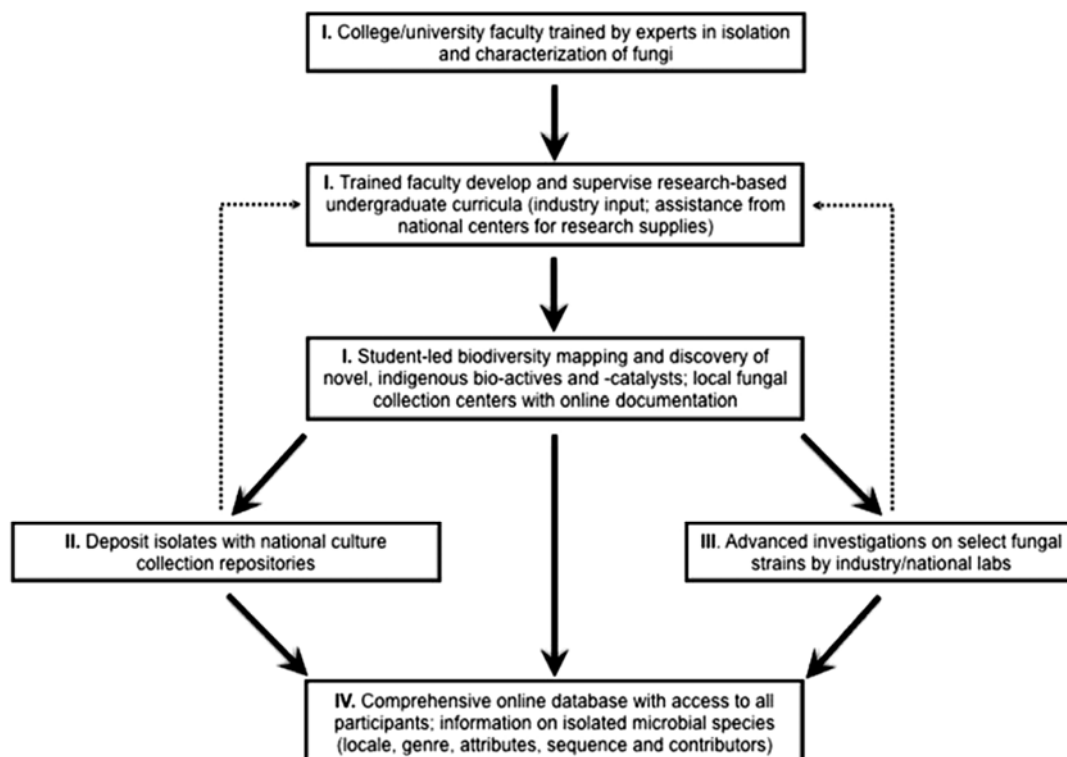 I. College/university faculty trained by experts in isolation
and characterization of fungi
I. Trained faculty develop and supervise research-based
undergraduate curricula (industry input; assistance from
national centers for research supplies)
I. Student-led biodiversity mapping and discovery of
novel, indigenous bio-actives and -catalysts; local fungal
collection centers with online documentation
II. Deposit isolates with national culture
collection repositories
III. Advanced investigations on select fungal
strains by industry/national labs
IV. Comprehensive online database with access to all
participants; information on isolated microbial species
(locale, genre, attributes, sequence and contributors)